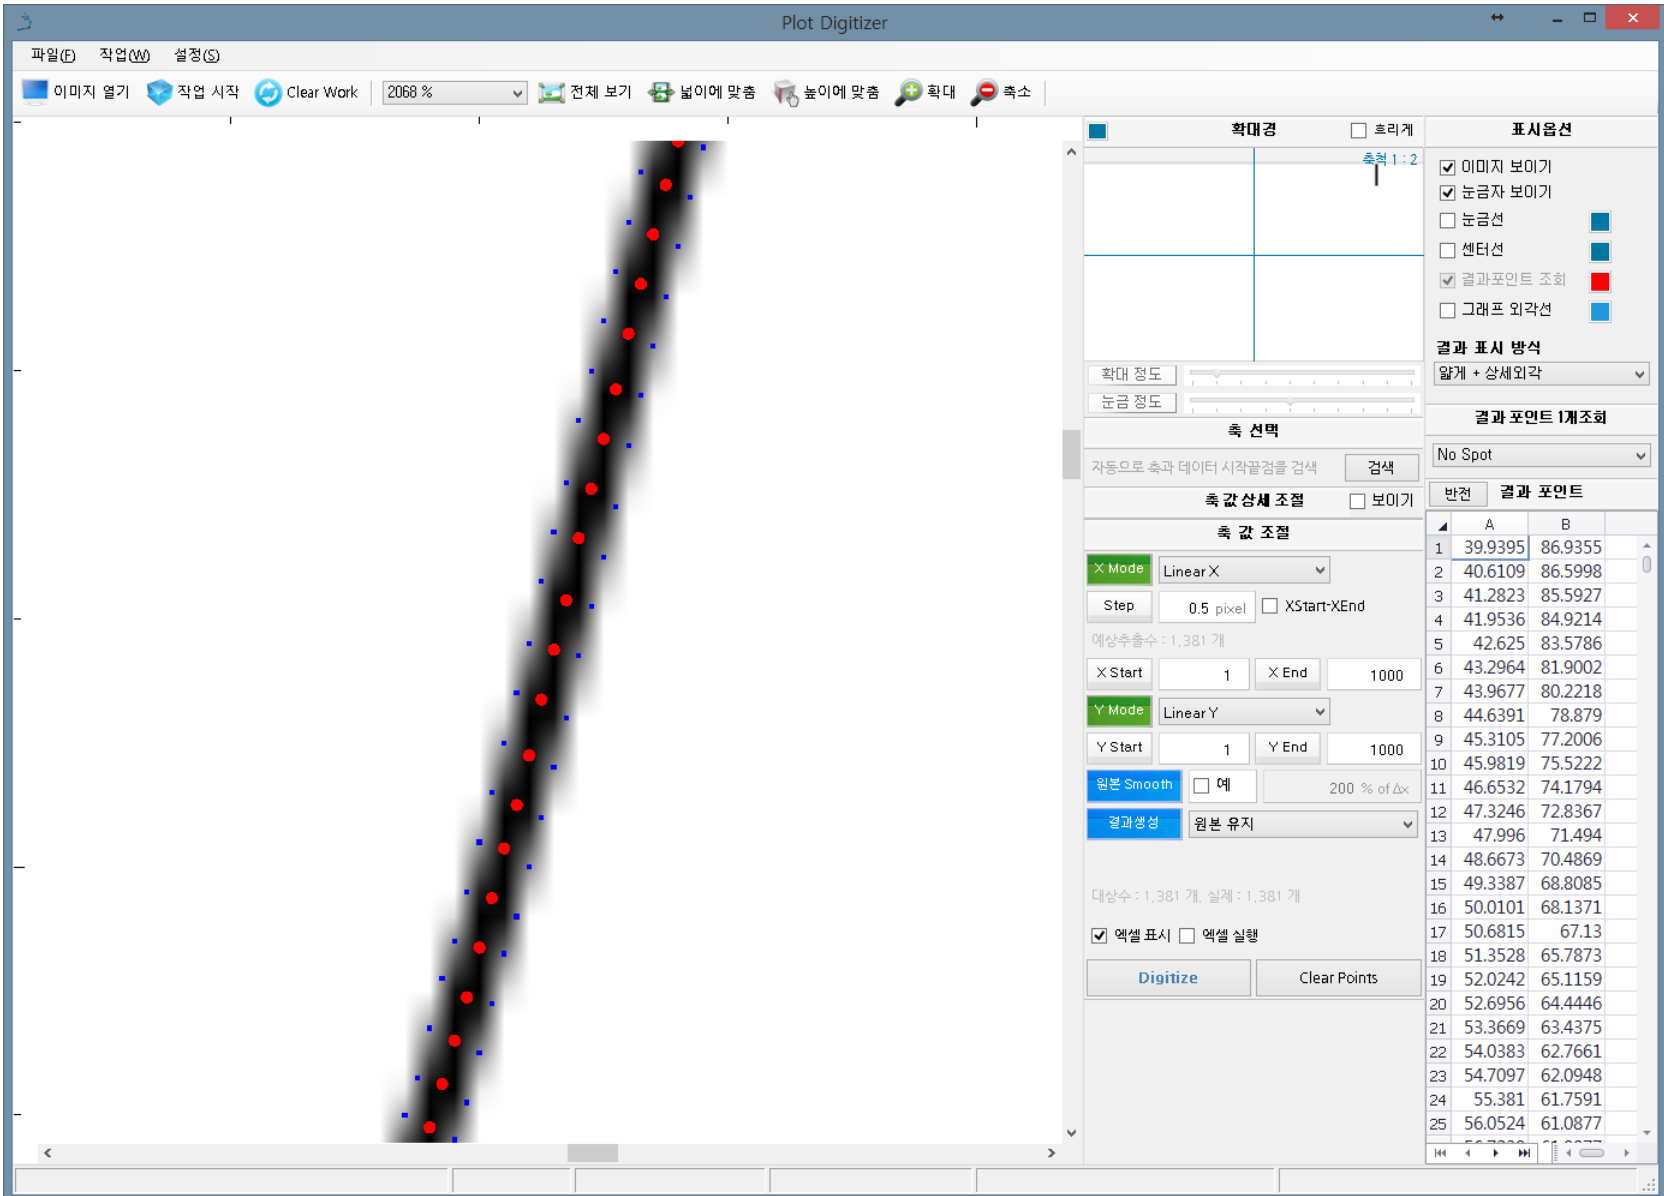 Plot Digitizer
파일(F) 작업(W) 설정(S)
이미지 열기 작업 시작 Clear Work 2068 % 전체 보기 넓이에 맞춤 높이에 맞춤 확대 축소
확대경 흐리게
축척 1 : 2
확대 정도
눈금 정도
축 선택
자동으로 축과 데이터 시작끝점을 검색 검색
축 값 상세 조절 보이기
축 값 조절
X Mode Linear X
Step 0.5 pixel XStart-XEnd
예상추출수 : 1,381 개
X Start 1 X End 1000
Y Mode Linear Y
Y Start 1 Y End 1000
원본 Smooth 예 200 % of Δx
결과생성 원본 유지
대상수 : 1,381 개, 실제 : 1,381 개
엑셀 표시 엑셀 실행
Digitize Clear Points
표시옵션
이미지 보이기
눈금자 보이기
눈금선
센터선
결과포인트 조회
그래프 외각선
결과 표시 방식
얇게 + 상세외각
결과 포인트 1개조회
No Spot
반전 결과 포인트
A B
1 39.9395 86.9355
2 40.6109 86.5998
3 41.2823 85.5927
4 41.9536 84.9214
5 42.625 83.5786
6 43.2964 81.9002
7 43.9677 80.2218
8 44.6391 78.879
9 45.3105 77.2006
10 45.9819 75.5222
11 46.6532 74.1794
12 47.3246 72.8367
13 47.996 71.494
14 48.6673 70.4869
15 49.3387 68.8085
16 50.0101 68.1371
17 50.6815 67.13
18 51.3528 65.7873
19 52.0242 65.1159
20 52.6956 64.4446
21 53.3669 63.4375
22 54.0383 62.7661
23 54.7097 62.0948
24 55.381 61.7591
25 56.0524 61.0877